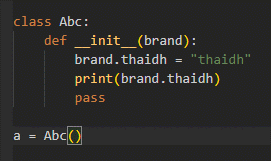 class Abc:
    def __init__(brand):
        brand.thaidh = "thaidh"
        print(brand.thaidh)
        pass

a = Abc()